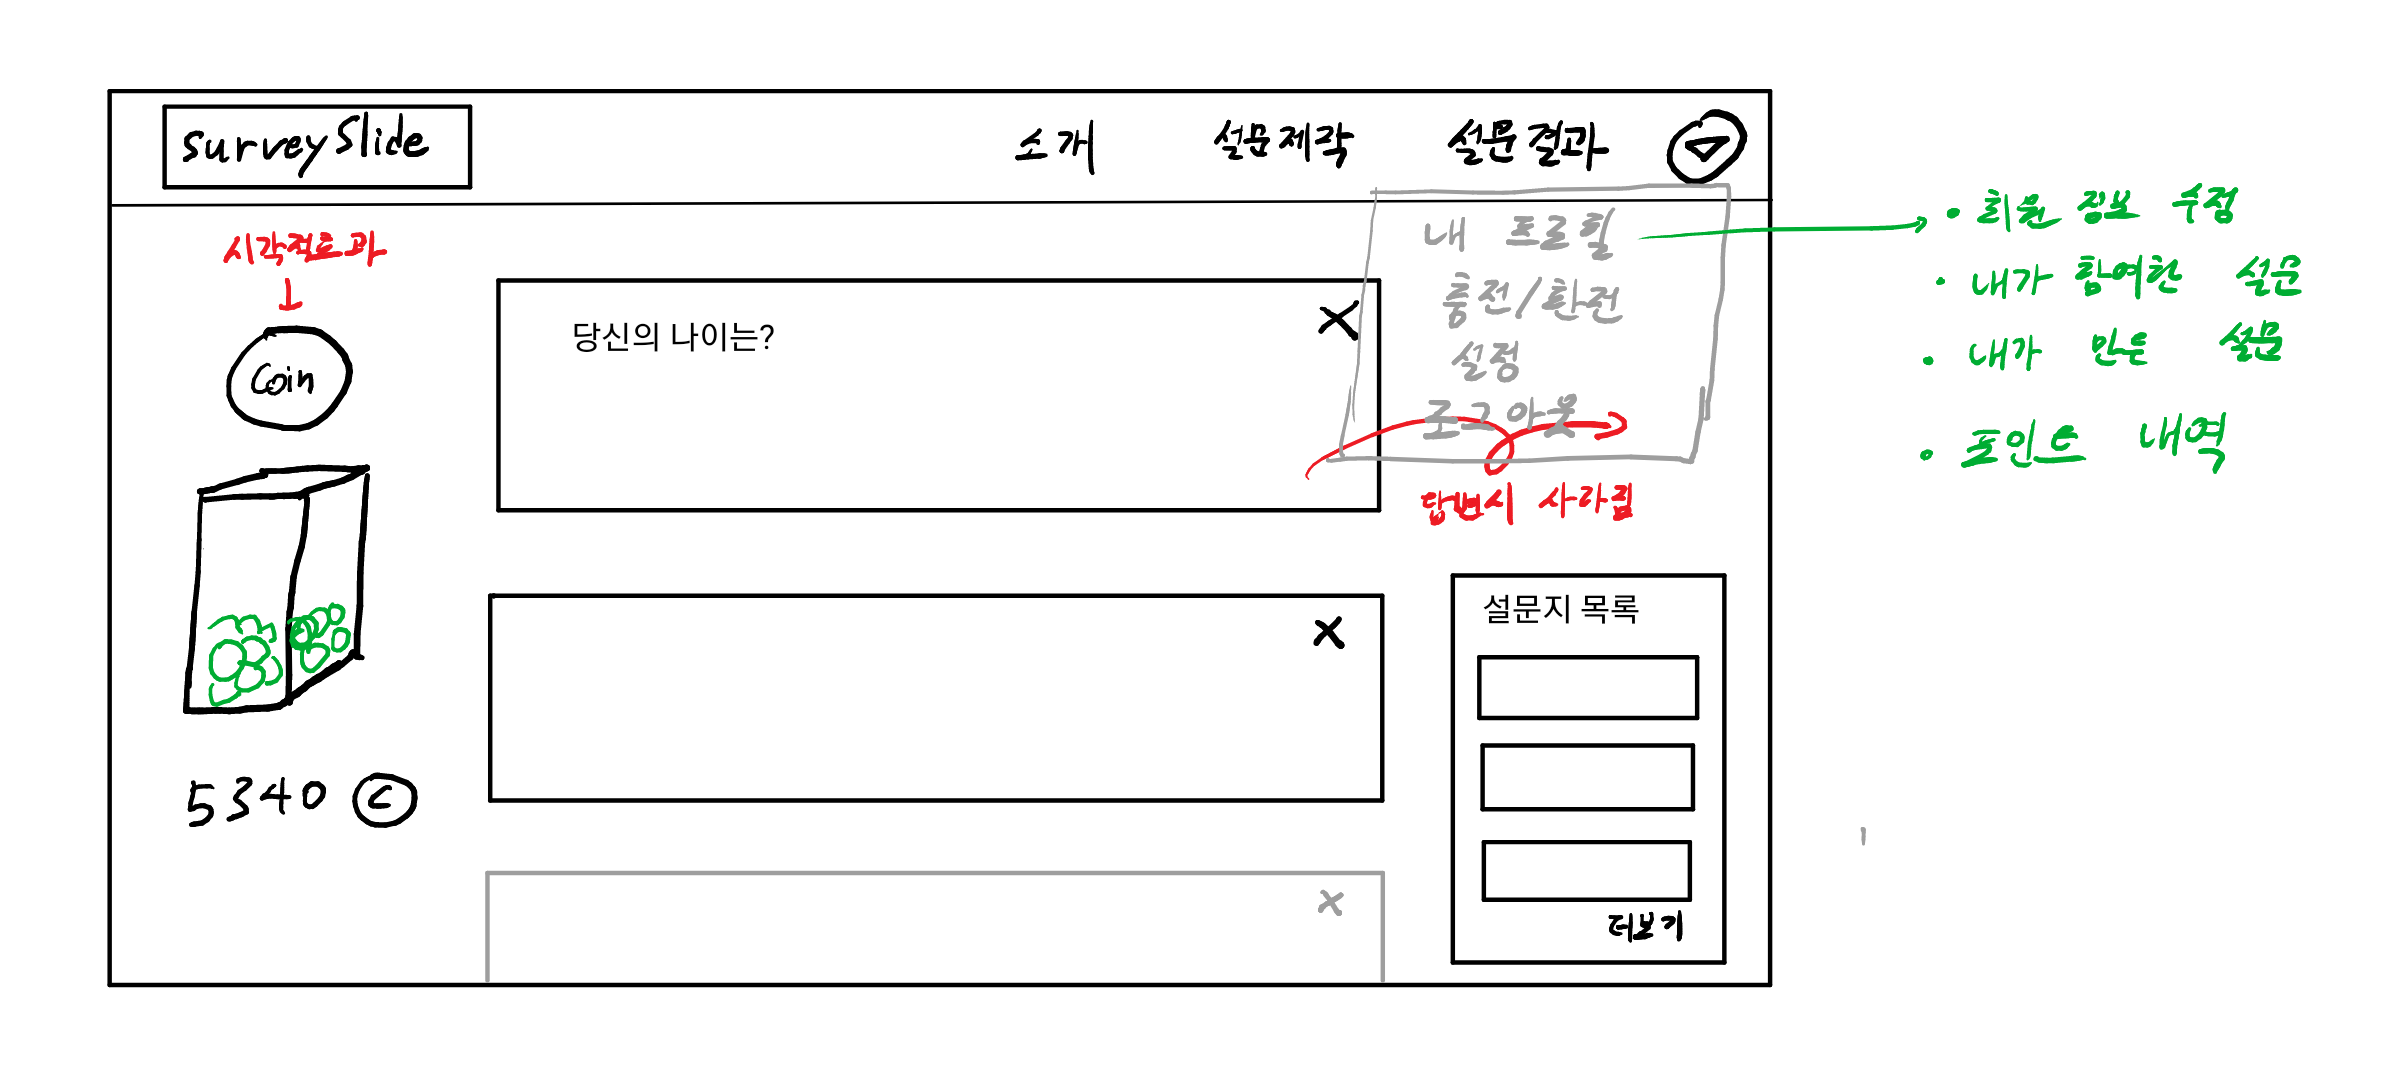 surveySlide
소개
설문제작
설문결과
시각적효과
Coin
5340 C
당신의 나이는?
X
X
X
내 프로필
충전/환전
설정
로그아웃
답변시 사라짐
설문지 목록
더보기
• 회원 정보 수정
• 내가 참여한 설문
• 내가 만든 설문
• 포인트 내역